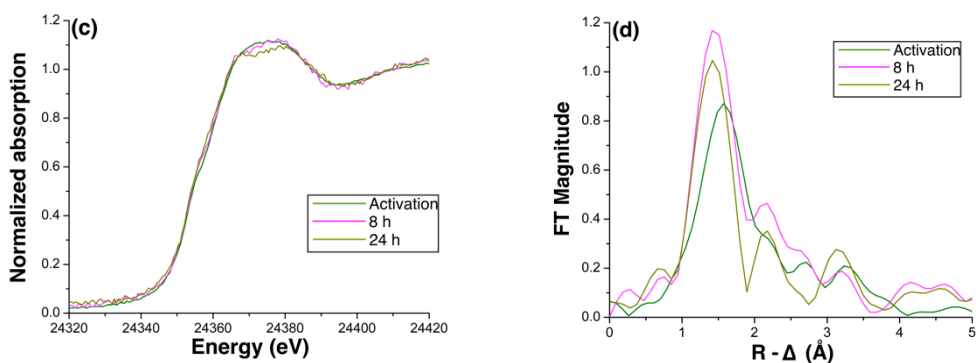 (c)
Normalized absorption
1.2
1.0
0.8
0.6
0.4
0.2
0.0
Activation
8 h
24 h
24320 24340 24360 24380 24400 24420
Energy (eV)
(d)
FT Magnitude
1.2
1.0
0.8
0.6
0.4
0.2
0.0
Activation
8 h
24 h
0 1 2 3 4 5
R - Δ (Å)